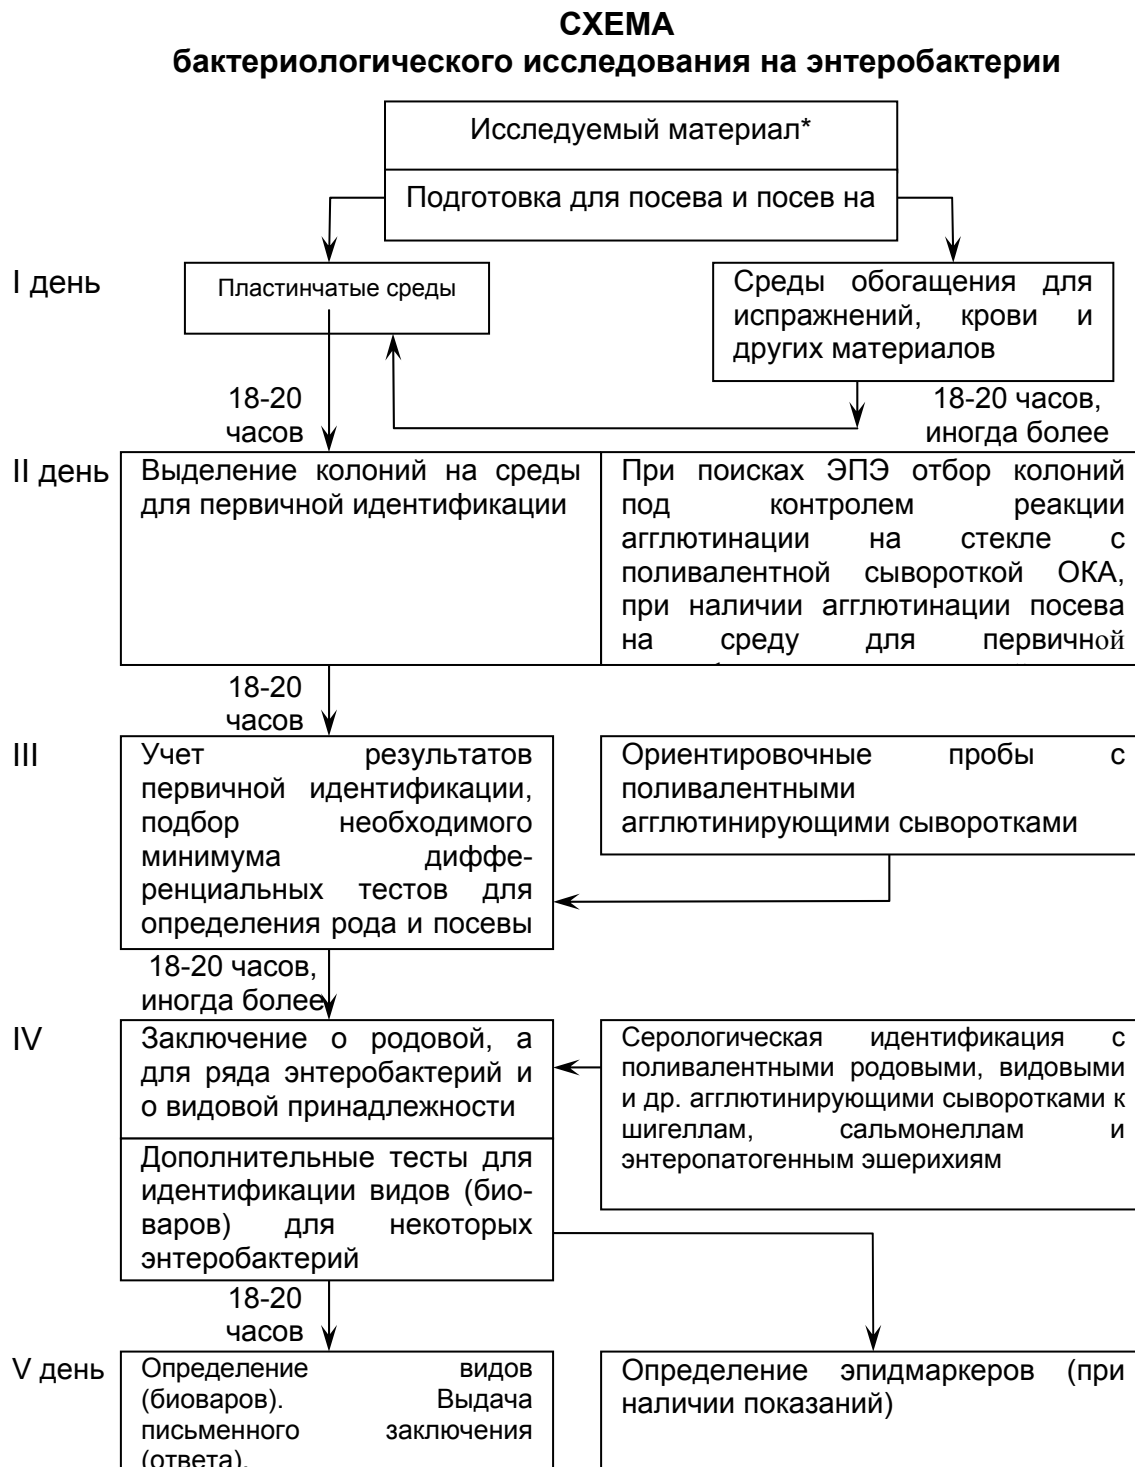 СХЕМА
бактериологического исследования на энтеробактерии
Исследуемый материал*
Подготовка для посева и посев на
I день
Пластинчатые среды
Среды обогащения для
испражнений, крови и
других материалов
18-20
часов
18-20 часов,
иногда более
II день
Выделение колоний на среды
для первичной идентификации
При поисках ЭПЭ отбор колоний
под контролем реакции
агглютинации на стекле с
поливалентной сывороткой ОКА,
при наличии агглютинации посева
на среду для первичной
18-20
часов
III
Учет результатов
первичной идентификации,
подбор необходимого
минимума диффе-
ренциальных тестов для
определения рода и посевы
Ориентировочные пробы с
поливалентными
агглютинирующими сыворотками
18-20 часов,
иногда более
IV
Заключение о родовой, а
для ряда энтеробактерий и
о видовой принадлежности
Серологическая идентификация с
поливалентными родовыми, видовыми
и др. агглютинирующими сыворотками к
шигеллам, сальмонеллам и
энтеропатогенным эшерихиям
Дополнительные тесты для
идентификации видов (био-
варов) для некоторых
энтеробактерий
18-20
часов
V день
Определение видов
(биоваров). Выдача
письменного заключения
(ответа).
Определение эпидмаркеров (при
наличии показаний)